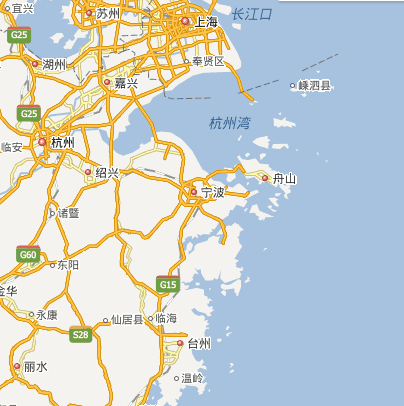 宜兴
苏州
上海
长江口
G25
湖州
奉贤区
嘉兴
嵊泗县
G25
杭州湾
杭州
临安
绍兴
舟山
宁波
诸暨
G60
东阳
金华
G15
永康
仙居县
临海
S28
台州
丽水
温岭